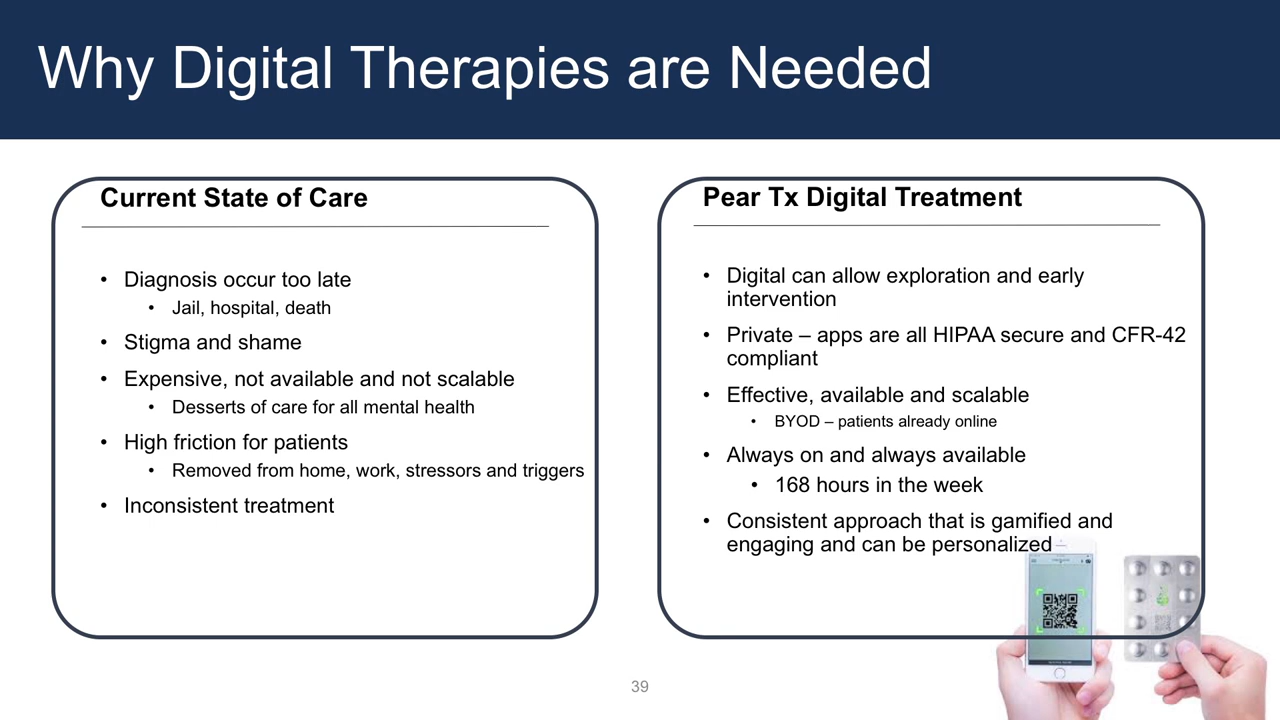 Why Digital Therapies are Needed
Current State of Care
• Diagnosis occur too late
• Jail, hospital, death
• Stigma and shame
• Expensive, not available and not scalable
• Desserts of care for all mental health
• High friction for patients
• Removed from home, work, stressors and triggers
• Inconsistent treatment
Pear Tx Digital Treatment
• Digital can allow exploration and early
intervention
• Private – apps are all HIPAA secure and CFR-42
compliant
• Effective, available and scalable
• BYOD – patients already online
• Always on and always available
• 168 hours in the week
• Consistent approach that is gamified and
engaging and can be personalized
39